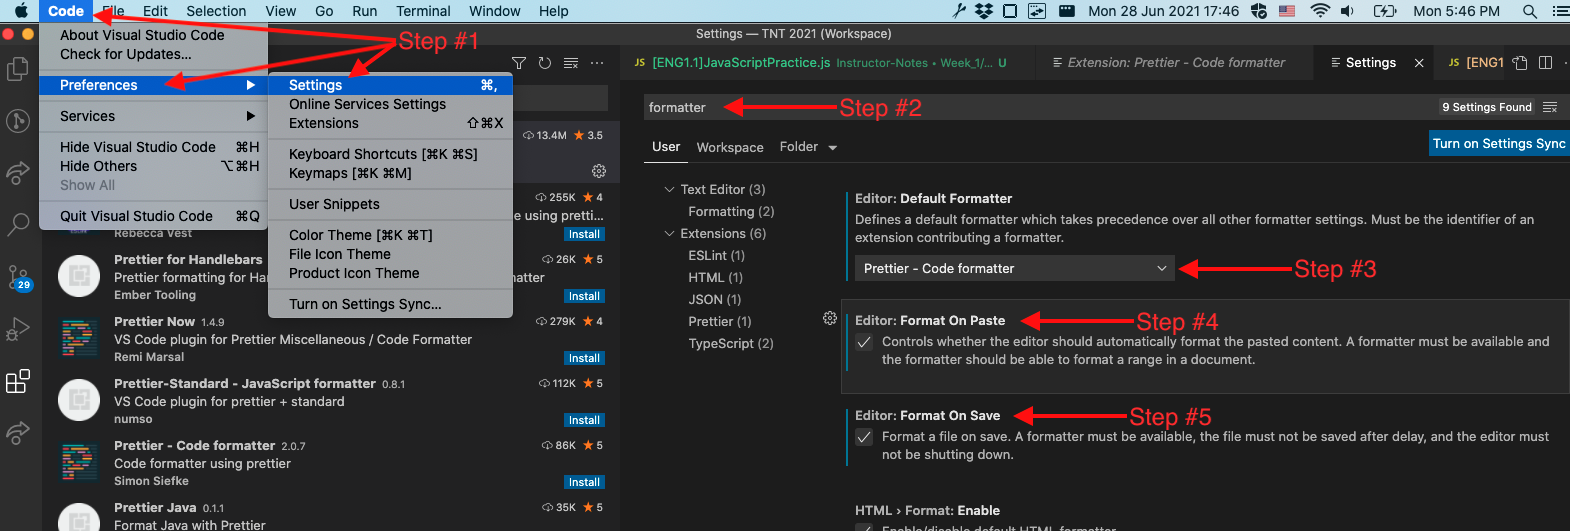 Code File Edit Selection View Go Run Terminal Window Help
Mon 28 Jun 2021 17:46 Mon 5:46 PM
About Visual Studio Code
Check for Updates...
Preferences
Services
Hide Visual Studio Code ⌘H
Hide Others ⌥⌘H
Show All
Quit Visual Studio Code ⌘Q
Step #1
Settings ⌘,
Online Services Settings
Extensions ⇧⌘X
Keyboard Shortcuts [⌘K ⌘S]
Keymaps [⌘K ⌘M]
User Snippets
Color Theme [⌘K ⌘T]
File Icon Theme
Product Icon Theme
Turn on Settings Sync...
29
13.4M ★ 3.5
255K ★ 4
e using pretti...
Rebecca Vest Install
Prettier for Handlebars 26K ★ 5
Prettier formatting for Han matter
Ember Tooling Install
Prettier Now 1.4.9 279K ★ 4
VS Code plugin for Prettier Miscellaneous / Code Formatter
Remi Marsal Install
Prettier-Standard - JavaScript formatter 0.8.1 112K ★ 5
VS Code plugin for prettier + standard
numso Install
Prettier - Code formatter 2.0.7 86K ★ 5
Code formatter using prettier
Simon Siefke Install
Prettier Java 0.1.1 35K ★ 5
Format Java with Prettier
Settings — TNT 2021 (Workspace)
JS [ENG1.1]JavaScriptPractice.js Instructor-Notes • Week_1/... U
Extension: Prettier - Code formatter
Settings
JS [ENG1
formatter
Step #2
9 Settings Found
User Workspace Folder
Turn on Settings Sync
Text Editor (3)
Formatting (2)
Extensions (6)
ESLint (1)
HTML (1)
JSON (1)
Prettier (1)
TypeScript (2)
Editor: Default Formatter
Defines a default formatter which takes precedence over all other formatter settings. Must be the identifier of an
extension contributing a formatter.
Prettier - Code formatter
Step #3
Editor: Format On Paste
Step #4
Controls whether the editor should automatically format the pasted content. A formatter must be available and
the formatter should be able to format a range in a document.
Editor: Format On Save
Step #5
Format a file on save. A formatter must be available, the file must not be saved after delay, and the editor must
not be shutting down.
HTML › Format: Enable
Enable/disable default HTML formatter